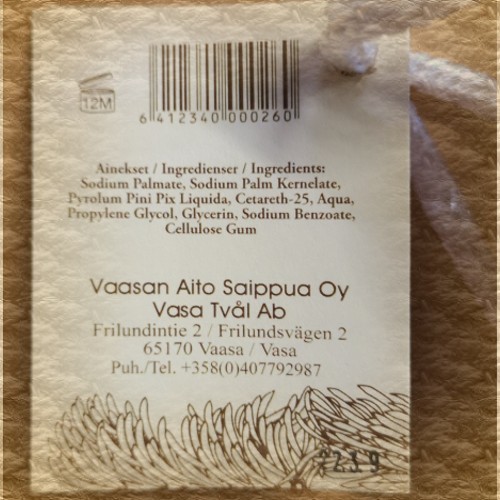 12M
6 412340 000260
Ainekset / Ingredienser / Ingredients:
Sodium Palmate, Sodium Palm Kernelate,
Pyrolum Pini Pix Liquida, Cetareth-25, Aqua,
Propylene Glycol, Glycerin, Sodium Benzoate,
Cellulose Gum
Vaasan Aito Saippua Oy
Vasa Tvål Ab
Frilundintie 2 / Frilundsvägen 2
65170 Vaasa / Vasa
Puh./Tel. +358(0)407792987